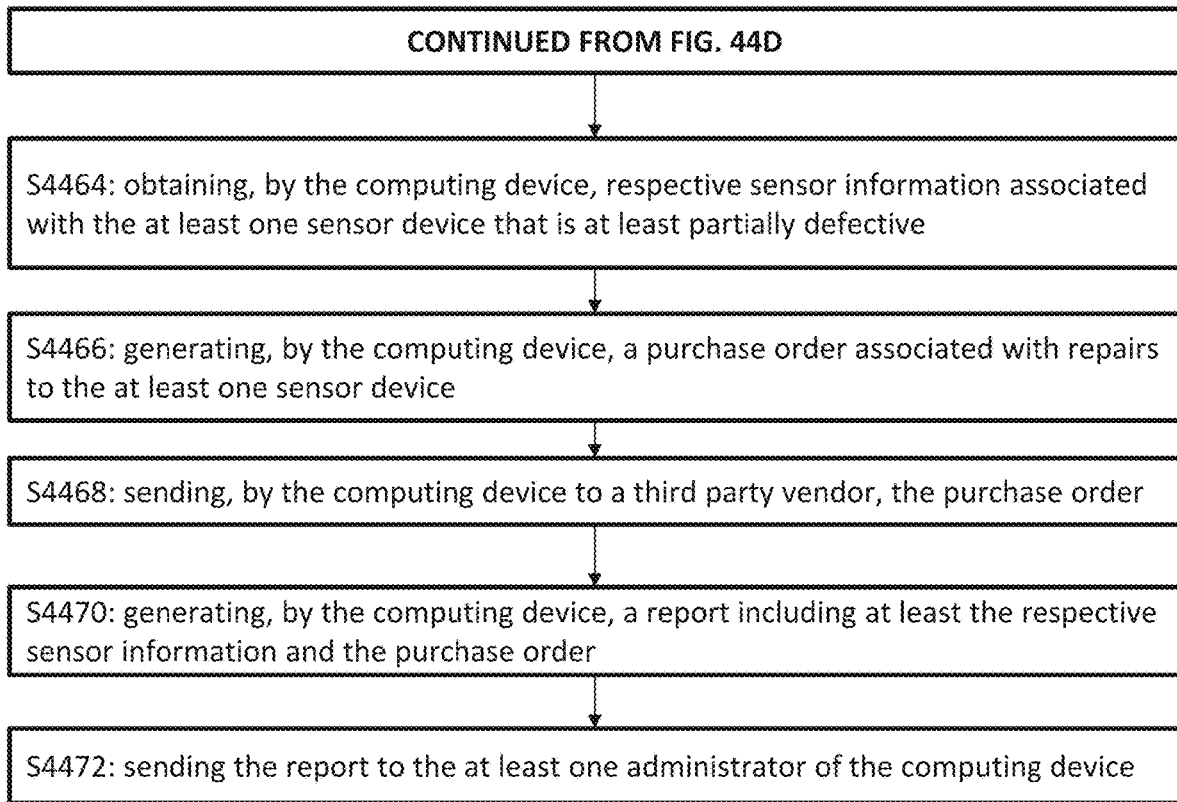 CONTINUED FROM FIG. 44D
S4464: obtaining, by the computing device, respective sensor information associated
with the at least one sensor device that is at least partially defective
S4466: generating, by the computing device, a purchase order associated with repairs
to the at least one sensor device
S4468: sending, by the computing device to a third party vendor, the purchase order
S4470: generating, by the computing device, a report including at least the respective
sensor information and the purchase order
S4472: sending the report to the at least one administrator of the computing device